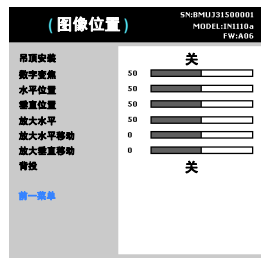 (图像位置)
SN:BMUJ31500001
MODEL:IN1110a
FW:A06
吊顶安装 关
数字变焦 50
水平位置 50
垂直位置 50
放大水平 50
放大水平移动 0
放大垂直移动 0
背投 关
前一菜单